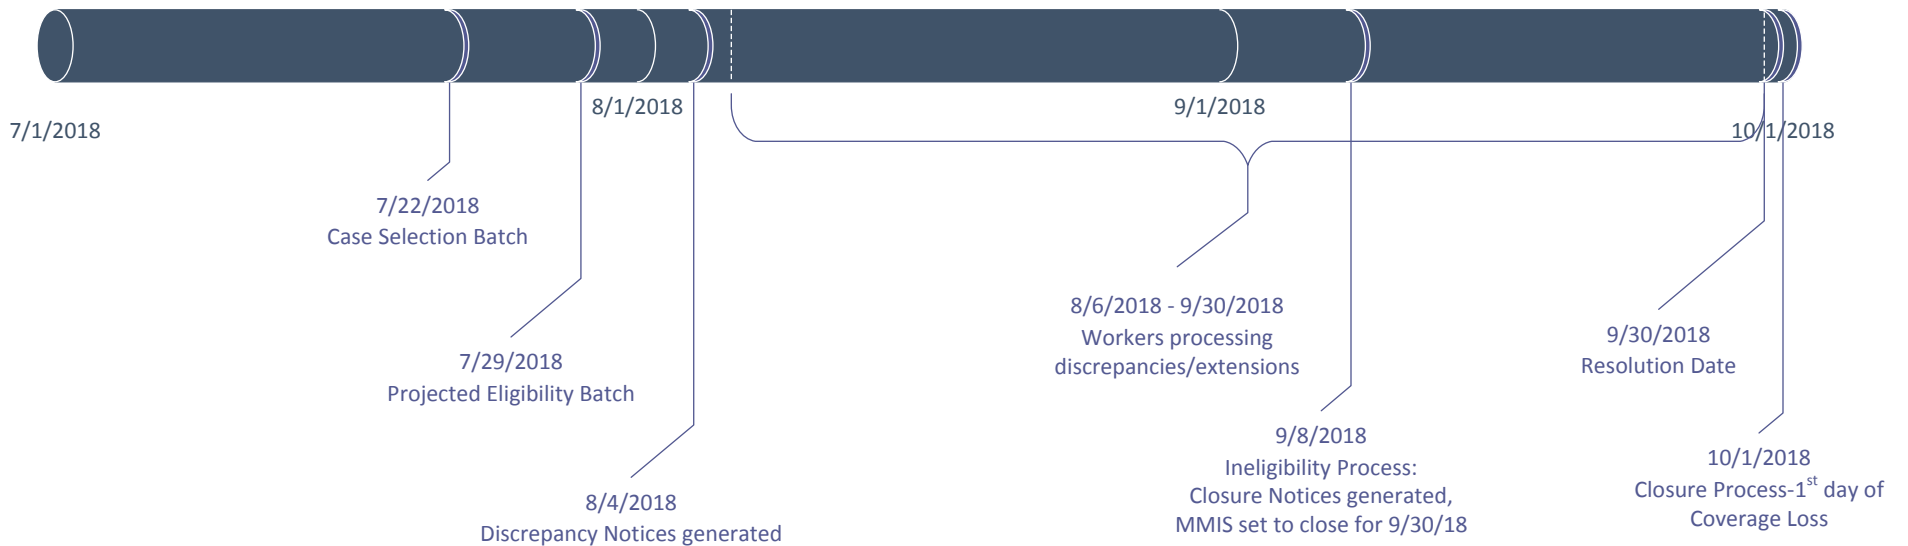 8/1/2018
9/1/2018
7/1/2018
10/1/2018
7/22/2018
Case Selection Batch
7/29/2018
Projected Eligibility Batch
8/4/2018
Discrepancy Notices generated
8/6/2018 - 9/30/2018
Workers processing
discrepancies/extensions
9/8/2018
Ineligibility Process:
Closure Notices generated,
MMIS set to close for 9/30/18
9/30/2018
Resolution Date
10/1/2018
Closure Process-1st day of
Coverage Loss